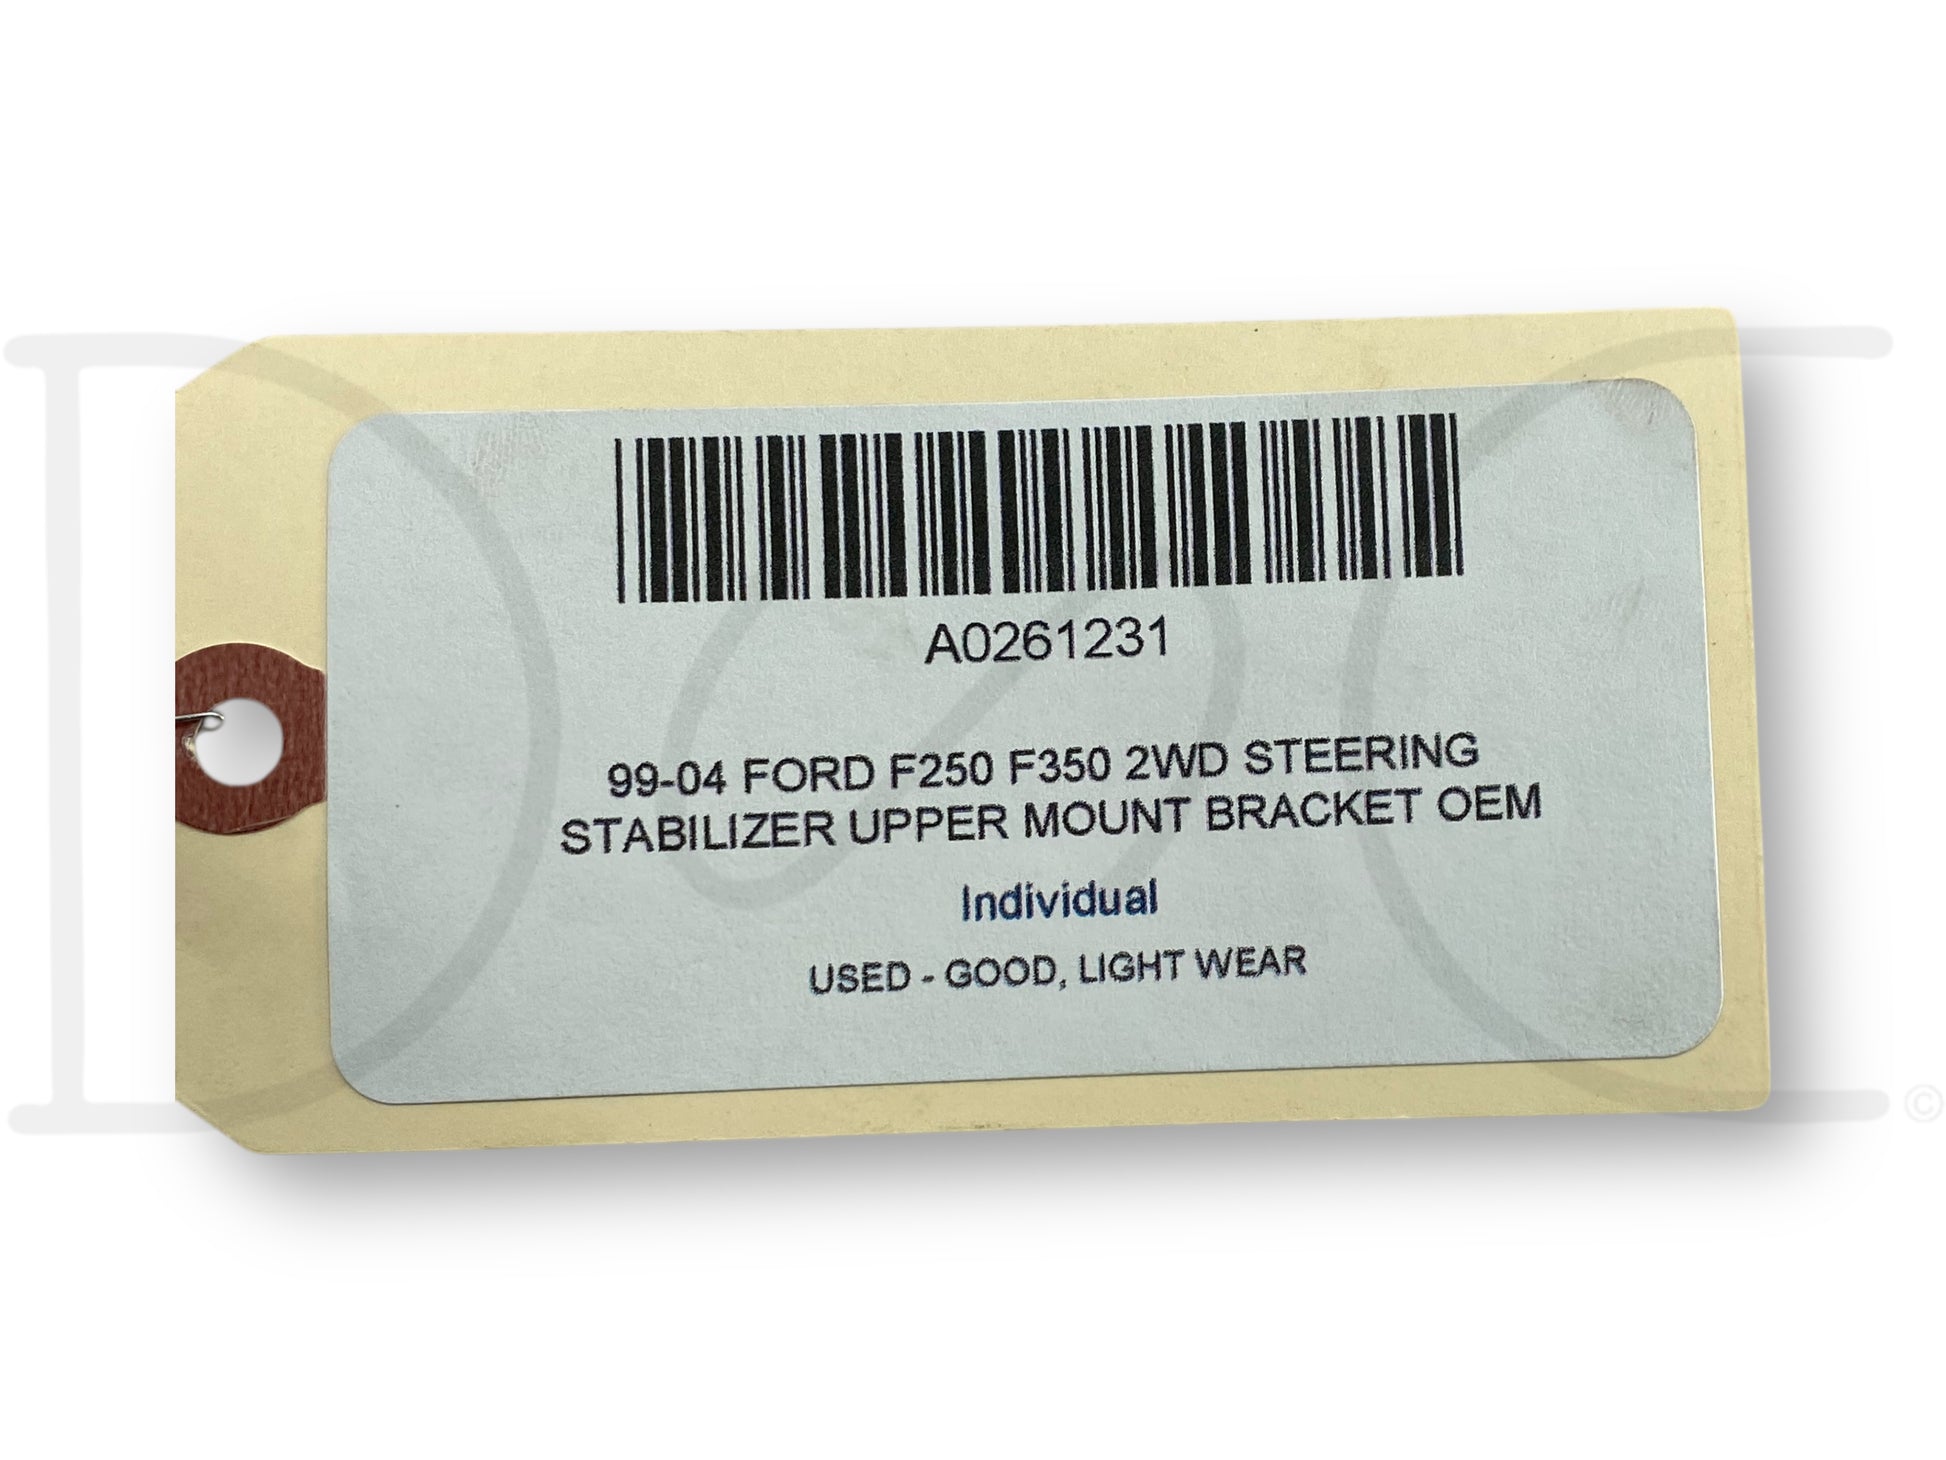 A0261231
99-04 FORD F250 F350 2WD STEERING
STABILIZER UPPER MOUNT BRACKET OEM
Individual
USED - GOOD, LIGHT WEAR
©